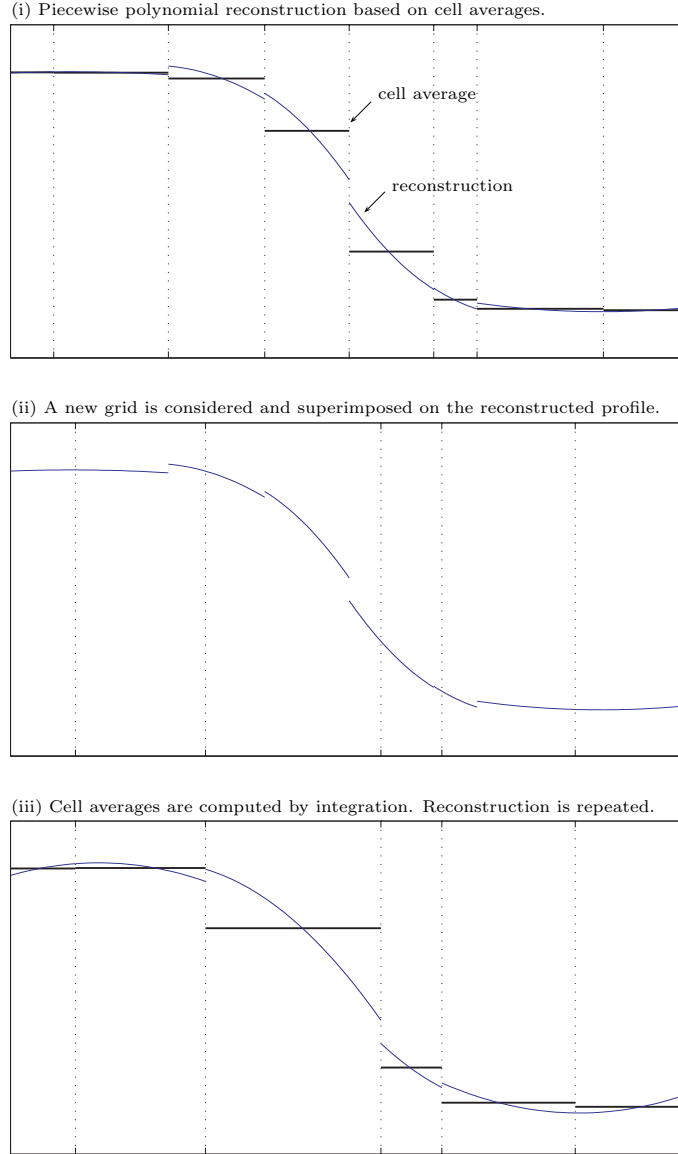 (i) Piecewise polynomial reconstruction based on cell averages.
cell average
reconstruction
(ii) A new grid is considered and superimposed on the reconstructed profile.
(iii) Cell averages are computed by integration. Reconstruction is repeated.